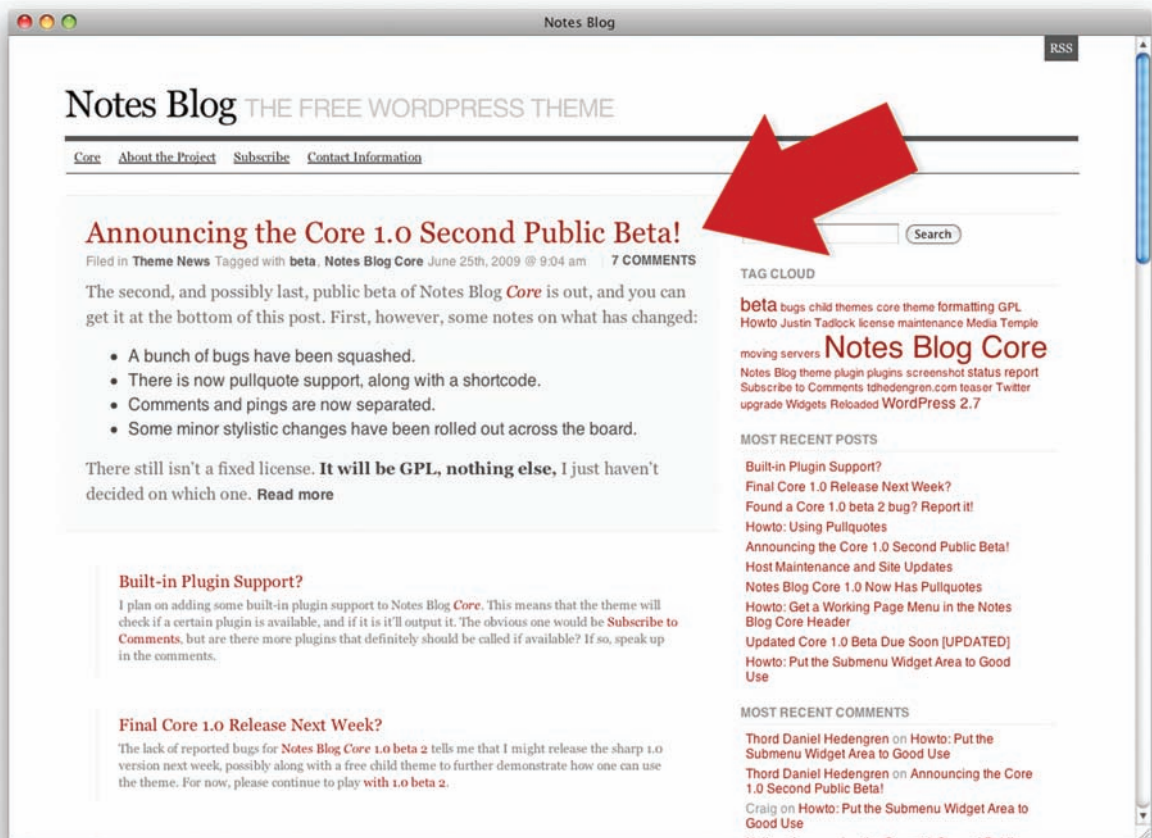 Notes Blog
RSS
Notes Blog THE FREE WORDPRESS THEME
Core About the Project Subscribe Contact Information
Announcing the Core 1.0 Second Public Beta!
Filed in Theme News Tagged with beta, Notes Blog Core June 25th, 2009 @ 9:04 am 7 COMMENTS
The second, and possibly last, public beta of Notes Blog Core is out, and you can
get it at the bottom of this post. First, however, some notes on what has changed:
• A bunch of bugs have been squashed.
• There is now pullquote support, along with a shortcode.
• Comments and pings are now separated.
• Some minor stylistic changes have been rolled out across the board.
There still isn't a fixed license. It will be GPL, nothing else, I just haven't
decided on which one. Read more
Built-in Plugin Support?
I plan on adding some built-in plugin support to Notes Blog Core. This means that the theme will
check if a certain plugin is available, and if it is it'll output it. The obvious one would be Subscribe to
Comments, but are there more plugins that definitely should be called if available? If so, speak up
in the comments.
Final Core 1.0 Release Next Week?
The lack of reported bugs for Notes Blog Core 1.0 beta 2 tells me that I might release the sharp 1.0
version next week, possibly along with a free child theme to further demonstrate how one can use
the theme. For now, please continue to play with 1.0 beta 2.
Search
TAG CLOUD
beta bugs child themes core theme formatting GPL
Howto Justin Tadlock license maintenance Media Temple
moving servers Notes Blog Core
Notes Blog theme plugin plugins screenshot status report
Subscribe to Comments tdhedengren.com teaser Twitter
upgrade Widgets Reloaded WordPress 2.7
MOST RECENT POSTS
Built-in Plugin Support?
Final Core 1.0 Release Next Week?
Found a Core 1.0 beta 2 bug? Report it!
Howto: Using Pullquotes
Announcing the Core 1.0 Second Public Beta!
Host Maintenance and Site Updates
Notes Blog Core 1.0 Now Has Pullquotes
Howto: Get a Working Page Menu in the Notes
Blog Core Header
Updated Core 1.0 Beta Due Soon [UPDATED]
Howto: Put the Submenu Widget Area to Good
Use
MOST RECENT COMMENTS
Thord Daniel Hedengren on Howto: Put the
Submenu Widget Area to Good Use
Thord Daniel Hedengren on Announcing the Core
1.0 Second Public Beta!
Craig on Howto: Put the Submenu Widget Area to
Good Use